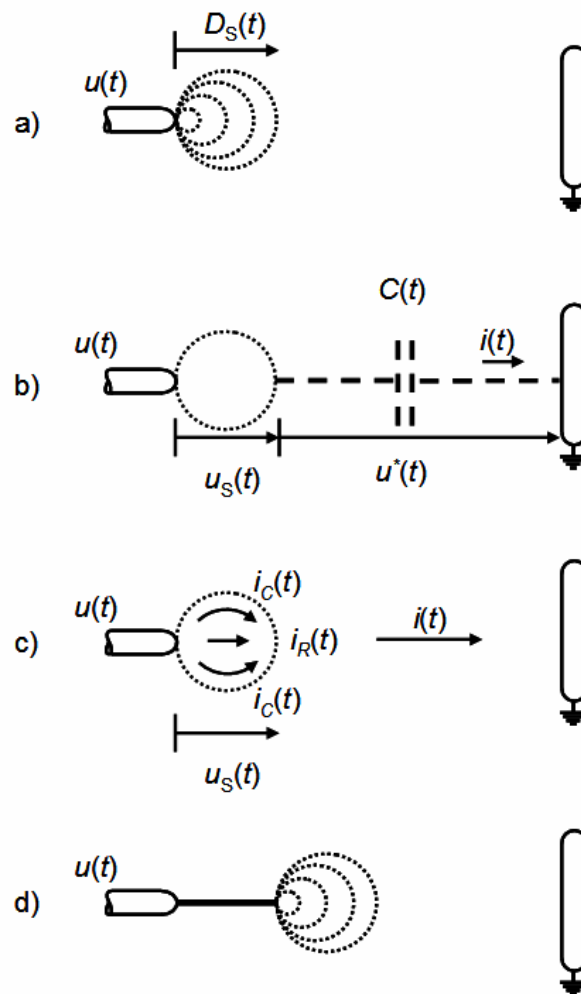 D_S(t)
u(t)
a)
C(t)
u(t)
i(t)
b)
u_S(t)
u*(t)
i_C(t)
u(t)
i(t)
c)
i_R(t)
i_C(t)
u_S(t)
u(t)
d)